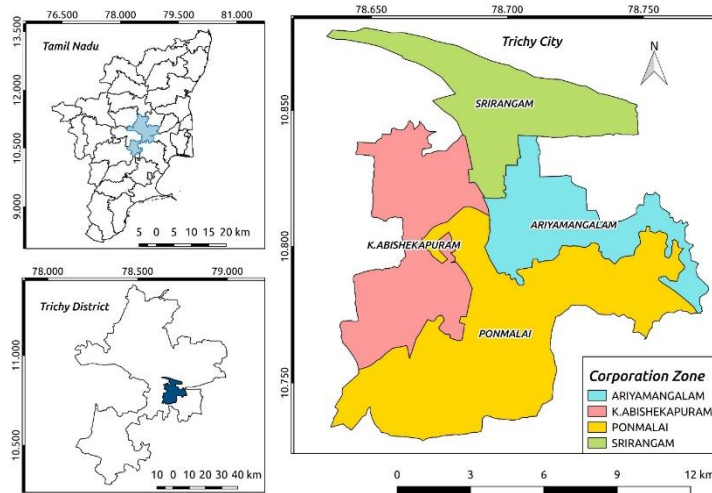 76.500 78.000 79.500 81.000
13.500
12.000
10.500
9.000
Tamil Nadu
5 0 5 10 15 20 km
78.000 78.500 79.000
11.000
10.500
Trichy District
10 0 10 20 30 40 km
78.650 78.700 78.750
10.850
10.800
10.750
Trichy City
N
SRIRANGAM
ARIYAMANGALAM
K.ABISHEKAPURAM
PONMALAI
Corporation Zone
ARIYAMANGALAM
K.ABISHEKAPURAM
PONMALAI
SRIRANGAM
0 3 6 9 12 km